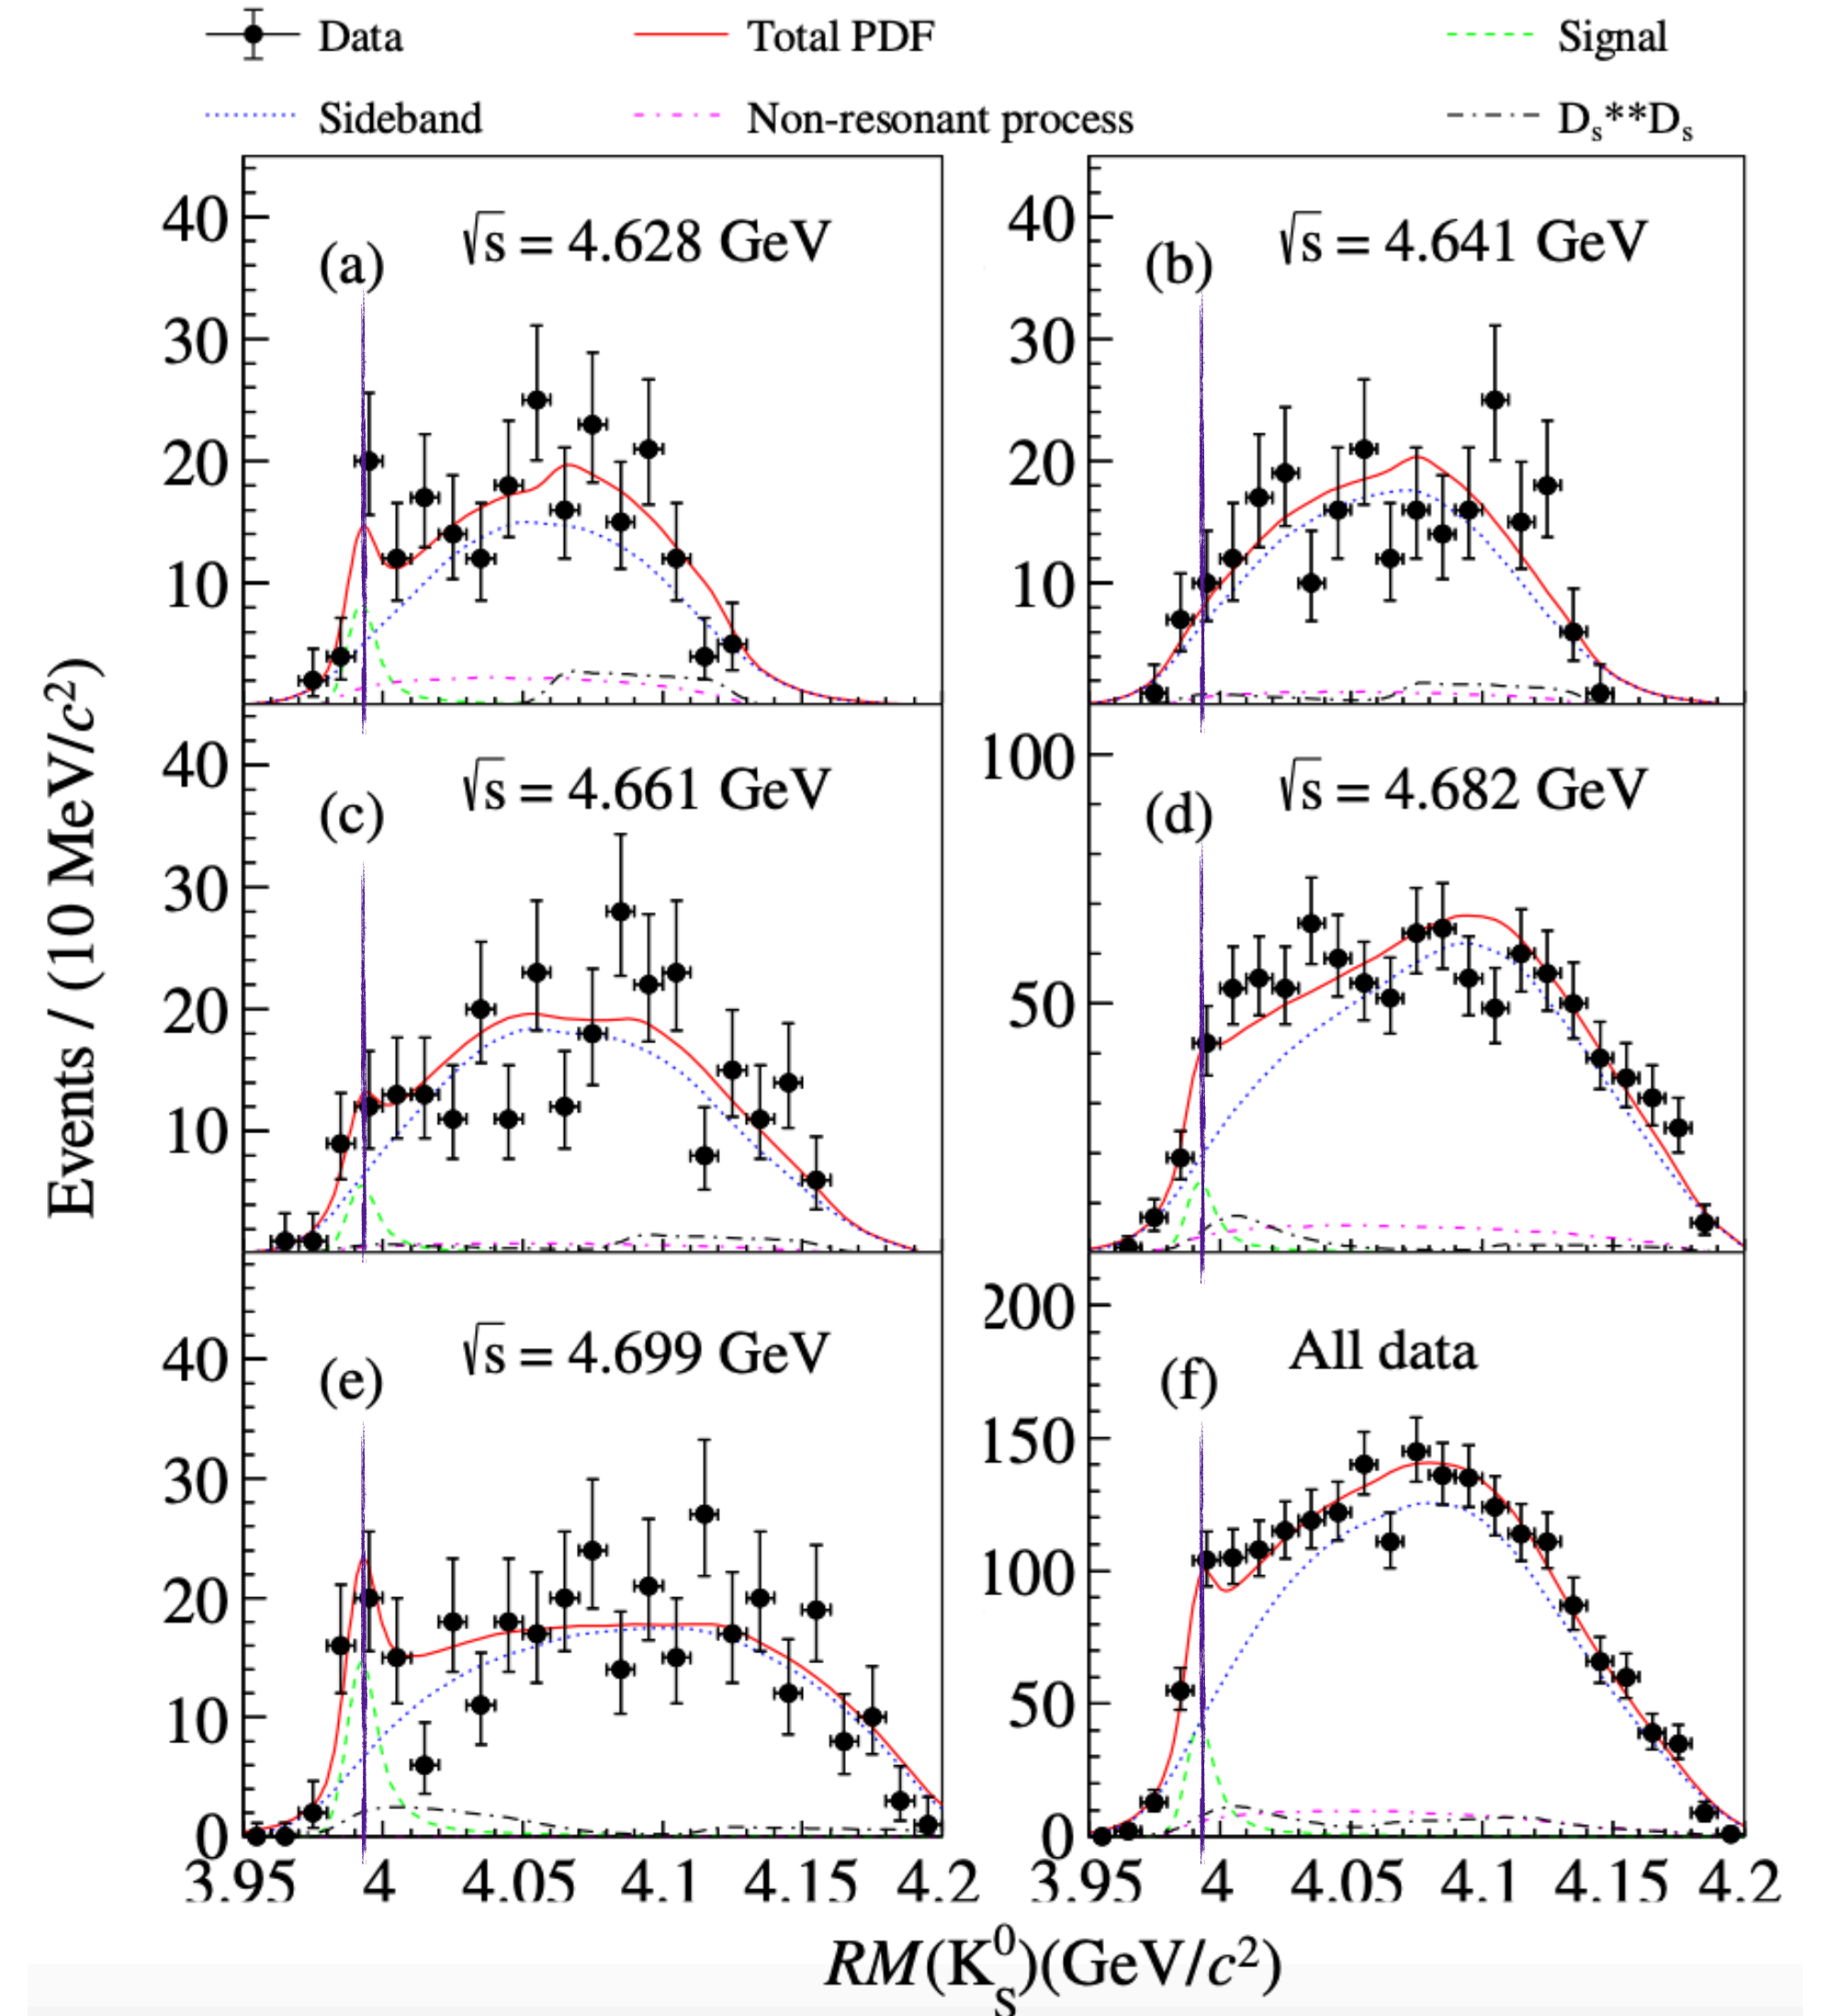 Data Total PDF Signal
Sideband Non-resonant process Ds**Ds
40 (a) √s = 4.628 GeV
30
20
10
40 (b) √s = 4.641 GeV
30
20
10
40 (c) √s = 4.661 GeV
30
20
10
100 (d) √s = 4.682 GeV
50
40 (e) √s = 4.699 GeV
30
20
10
0
3.95 4 4.05 4.1 4.15 4.2
200 (f) All data
150
100
50
0
3.95 4 4.05 4.1 4.15 4.2
Events / (10 MeV/c²)
RM(K⁰s)(GeV/c²)